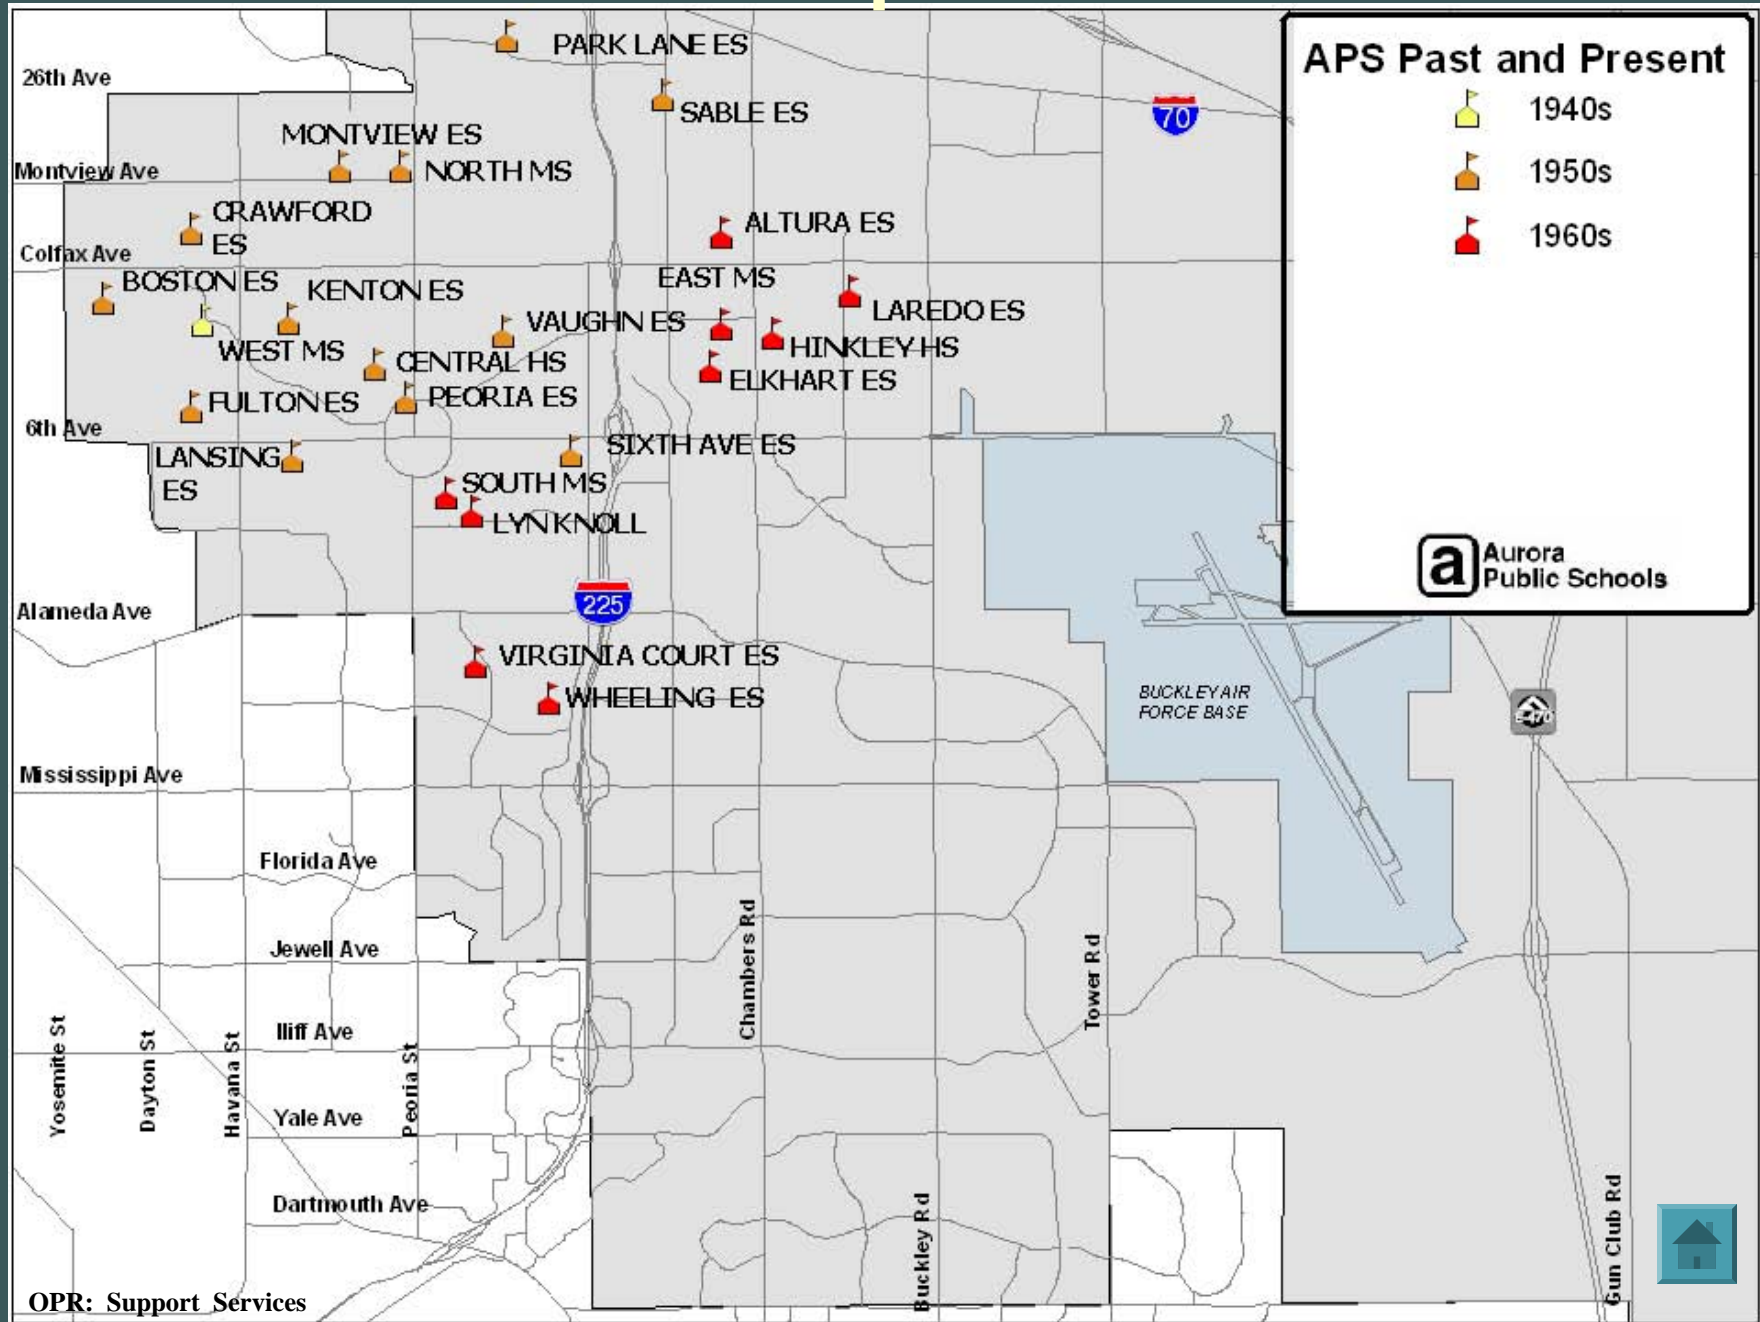 APS Past and Present
1940s
1950s
1960s
a
Aurora
Public Schools
PARK LANE ES
26th Ave
SABLE ES
70
MONTVIEW ES
Montview Ave
NORTH MS
CRAWFORD
ES
ALTURA ES
Colfax Ave
EAST MS
BOSTON ES
KENTON ES
LAREDO ES
VAUGHN ES
HINKLEY HS
WEST MS
CENTRAL HS
ELKHART ES
FULTON ES
PEORIA ES
6th Ave
SIXTH AVE ES
LANSING
ES
SOUTH MS
LYN KNOLL
225
Alameda Ave
VIRGINIA COURT ES
WHEELING ES
BUCKLEY AIR
FORCE BASE
E-470
Mississippi Ave
Florida Ave
Jewell Ave
Iliff Ave
Yale Ave
Dartmouth Ave
Yosemite St
Dayton St
Havana St
Peoria St
Chambers Rd
Buckley Rd
Tower Rd
Gun Club Rd
OPR: Support Services